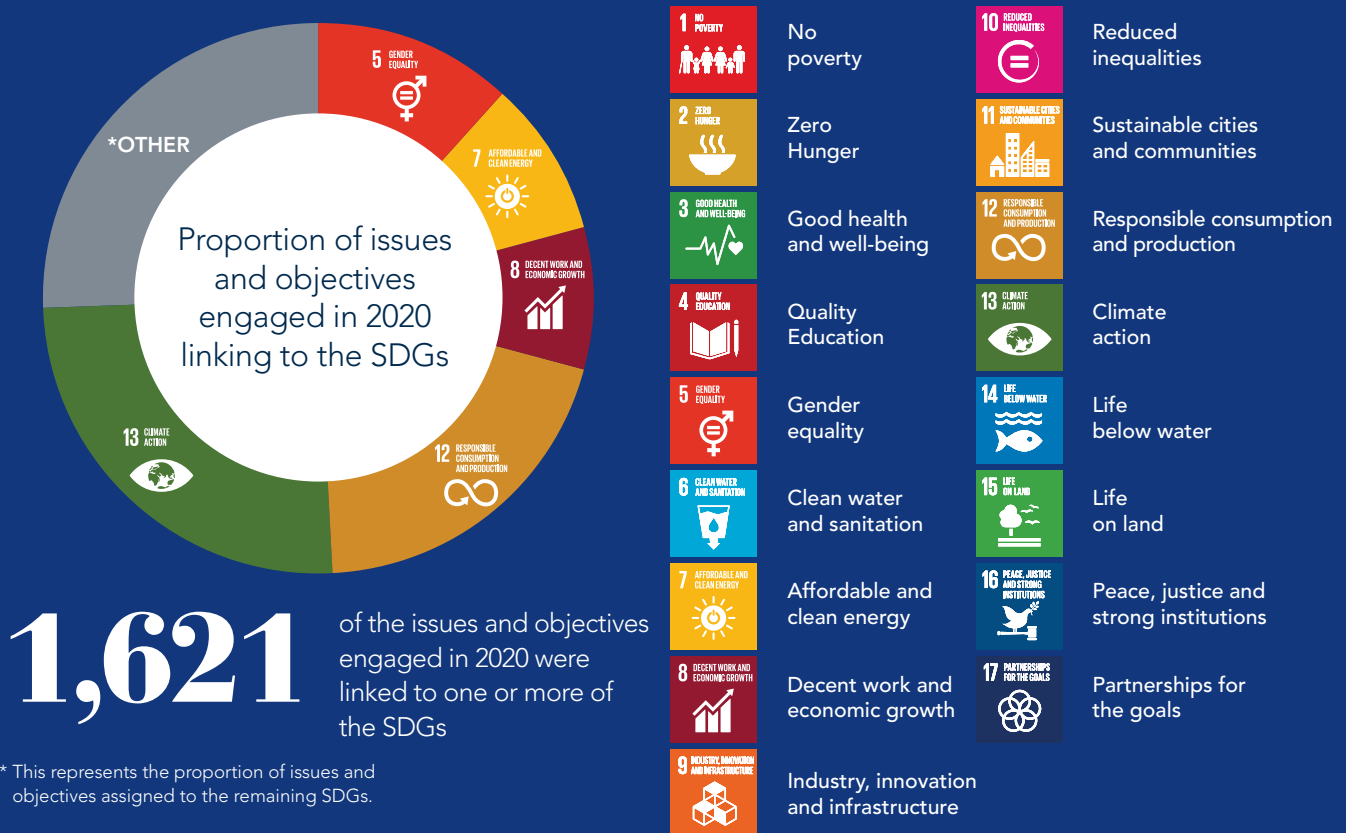 5 GENDER
EQUALITY
7 AFFORDABLE AND
CLEAN ENERGY
8 DECENT WORK AND
ECONOMIC GROWTH
12 RESPONSIBLE
CONSUMPTION
AND PRODUCTION
13 CLIMATE
ACTION
*OTHER
Proportion of issues
and objectives
engaged in 2020
linking to the SDGs
1,621
of the issues and objectives
engaged in 2020 were
linked to one or more of
the SDGs
* This represents the proportion of issues and
objectives assigned to the remaining SDGs.
1 NO
POVERTY
No
poverty
2 ZERO
HUNGER
Zero
Hunger
3 GOOD HEALTH
AND WELL-BEING
Good health
and well-being
4 QUALITY
EDUCATION
Quality
Education
5 GENDER
EQUALITY
Gender
equality
6 CLEAN WATER
AND SANITATION
Clean water
and sanitation
7 AFFORDABLE AND
CLEAN ENERGY
Affordable and
clean energy
8 DECENT WORK AND
ECONOMIC GROWTH
Decent work and
economic growth
9 INDUSTRY, INNOVATION
AND INFRASTRUCTURE
Industry, innovation
and infrastructure
10 REDUCED
INEQUALITIES
Reduced
inequalities
11 SUSTAINABLE CITIES
AND COMMUNITIES
Sustainable cities
and communities
12 RESPONSIBLE
CONSUMPTION
AND PRODUCTION
Responsible consumption
and production
13 CLIMATE
ACTION
Climate
action
14 LIFE
BELOW WATER
Life
below water
15 LIFE
ON LAND
Life
on land
16 PEACE, JUSTICE
AND STRONG
INSTITUTIONS
Peace, justice and
strong institutions
17 PARTNERSHIPS
FOR THE GOALS
Partnerships for
the goals